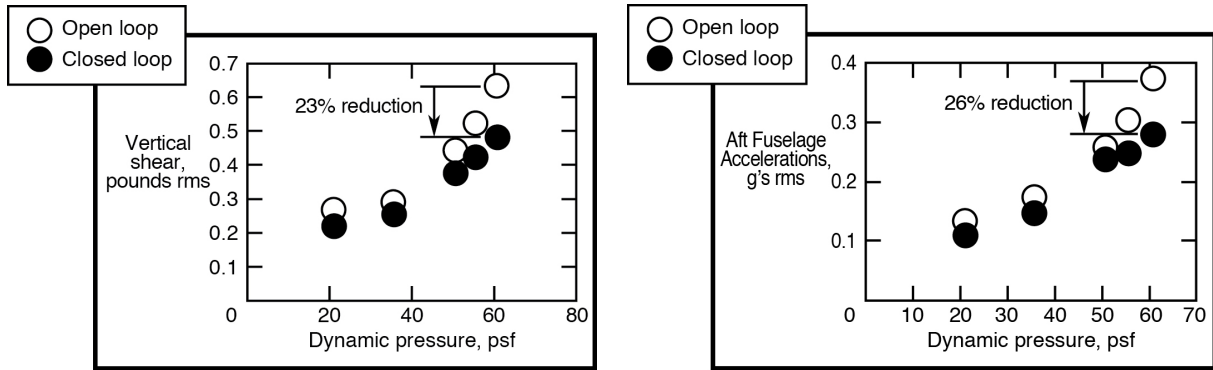 Open loop
Closed loop
0.7
0.6
0.5
0.4
0.3
0.2
0.1
0
20
40
60
80
23% reduction
Vertical
shear,
pounds rms
Dynamic pressure, psf
Open loop
Closed loop
0.4
0.3
0.2
0.1
0
10
20
30
40
50
60
70
26% reduction
Aft Fuselage
Accelerations,
g's rms
Dynamic pressure, psf